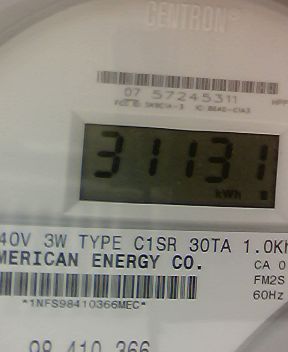 CENTRON®
07 57245311
31131
kWh
40V 3W TYPE C1SR 30TA 1.0Kh
MERICAN ENERGY CO.
CA 0
FM2S
*1NFS98410366MEC*
60Hz
98 410 366